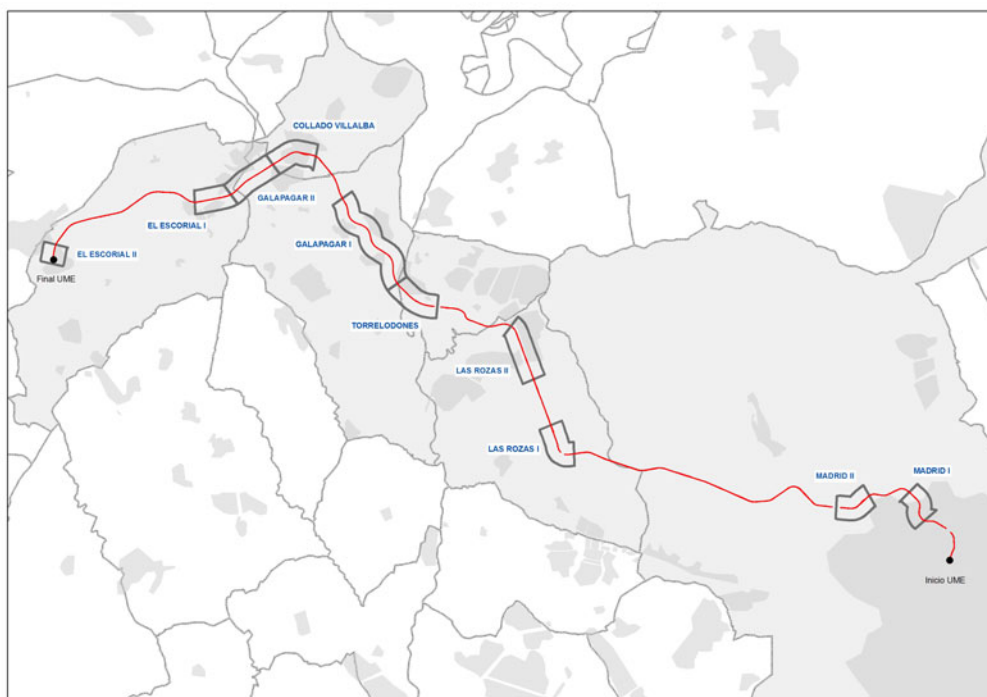 COLLADO VILLALBA
GALAPAGAR II
EL ESCORIAL I
EL ESCORIAL II
Final UME
GALAPAGAR I
TORRELODONES
LAS ROZAS II
LAS ROZAS I
MADRID II
MADRID I
Inicio UME